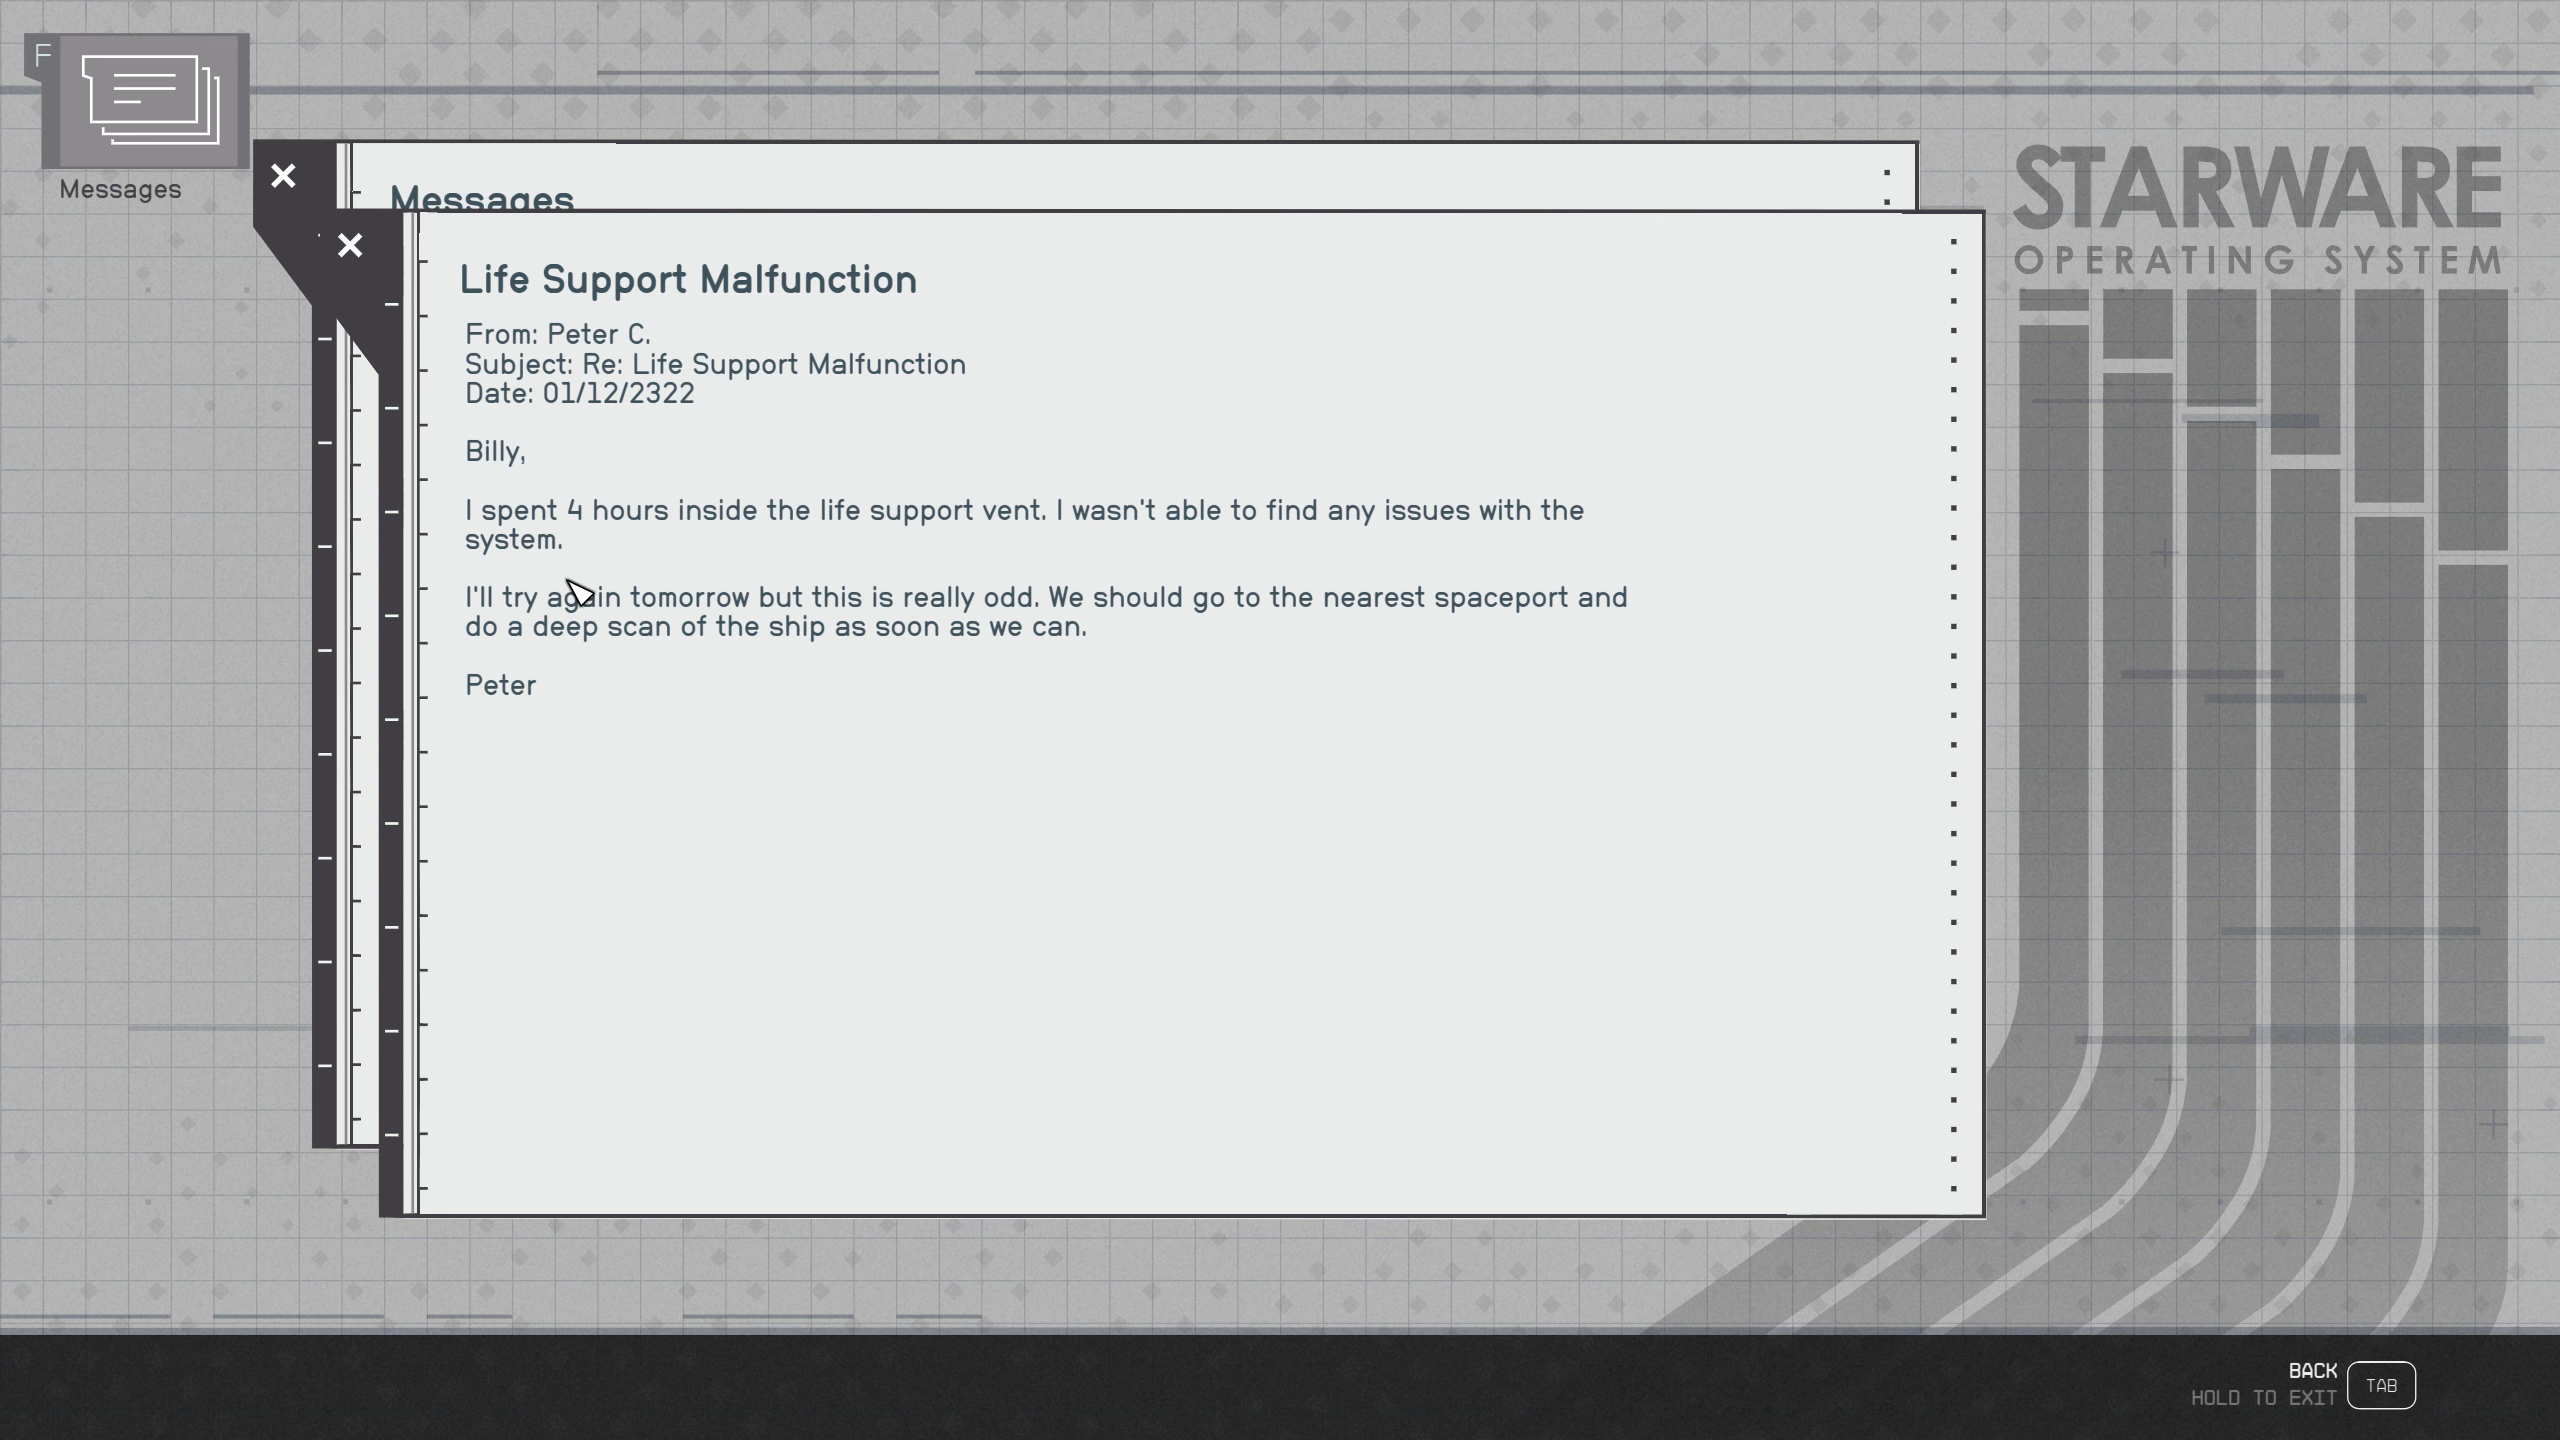 F
Messages
Messages
STARWARE
OPERATING SYSTEM
Life Support Malfunction
From: Peter C.
Subject: Re: Life Support Malfunction
Date: 01/12/2322
Billy,
I spent 4 hours inside the life support vent. I wasn't able to find any issues with the
system.
I'll try again tomorrow but this is really odd. We should go to the nearest spaceport and
do a deep scan of the ship as soon as we can.
Peter
BACK
HOLD TO EXIT
TAB